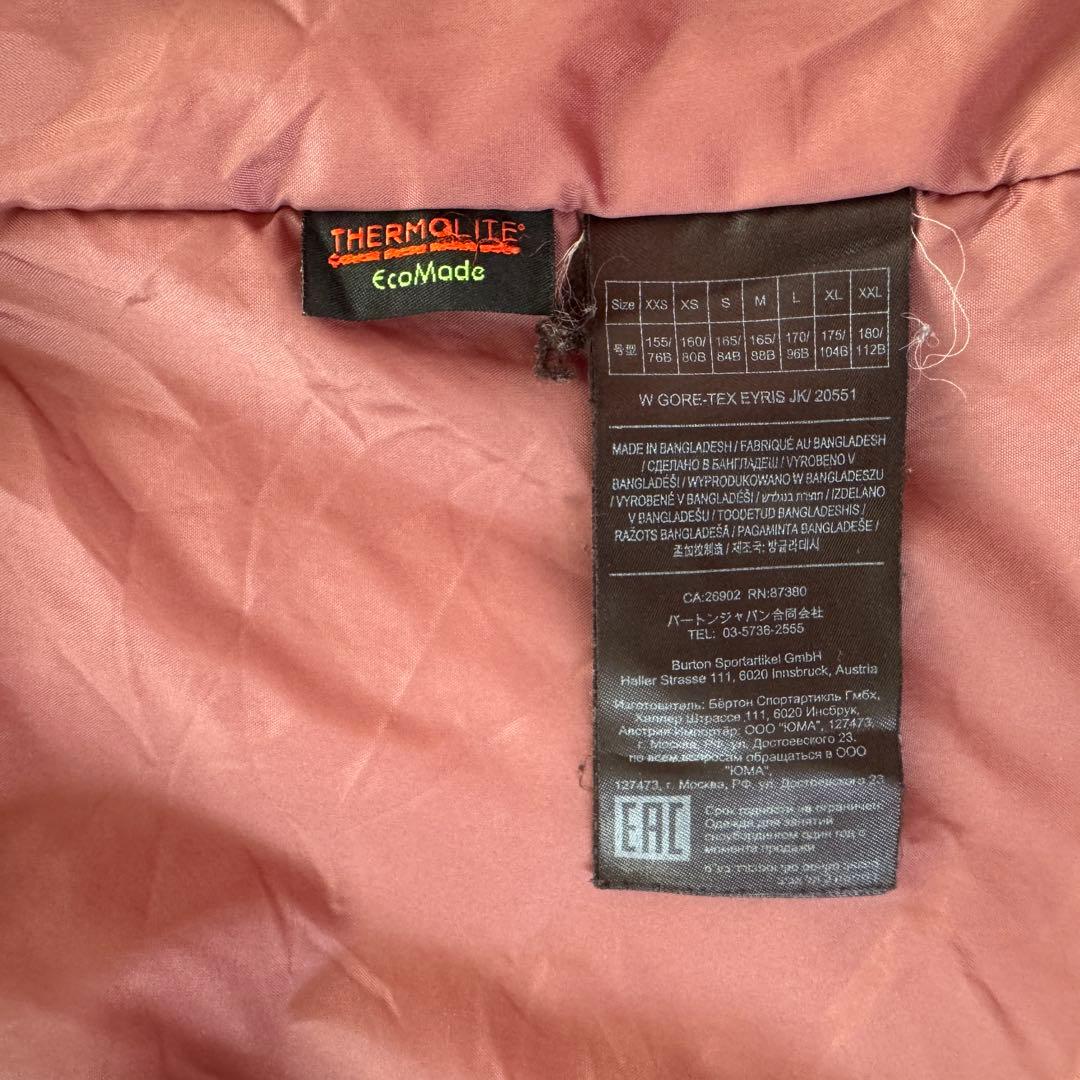 THERMOLITE®
EcoMade
Size XXS XS S M L XL XXL
号型 155/76B 160/80B 165/84B 165/88B 170/96B 175/104B 180/112B
W GORE-TEX EYRIS JK/ 20551
MADE IN BANGLADESH / FABRIQUÉ AU BANGLADESH
/ СДЕЛАНО В БАНГЛАДЕШ / VYROBENO V
BANGLADÉŠI / WYPRODUKOWANO W BANGLADESZU
/ VYROBENÉ V BANGLADÉŠI / תוצרת בנגלדש / IZDELANO
V BANGLADEŠU / TOODETUD BANGLADESHIS /
RAŽOTS BANGLADEŠĀ / PAGAMINTA BANGLADEŠE /
孟加拉制造 / 제조국: 방글라데시
CA:26902 RN:87380
バートンジャパン合同会社
TEL: 03-5736-2555
Burton Sportartikel GmbH
Haller Strasse 111, 6020 Innsbruck, Austria
Изготовитель: Бёртон Спортартикль Гмбх,
Халлер Штрассе 111, 6020 Инсбрук,
Австрия Импортёр: ООО "ЮМА", 127473,
г. Москва, РФ, ул. Достоевского 23.
по всем вопросам обращаться в ООО
"ЮМА",
127473, г. Москва, РФ, ул. Достоевского 23
EAC
Срок годности не ограничен.
Одежда для занятий
сноубордингом один год с
момента продажи